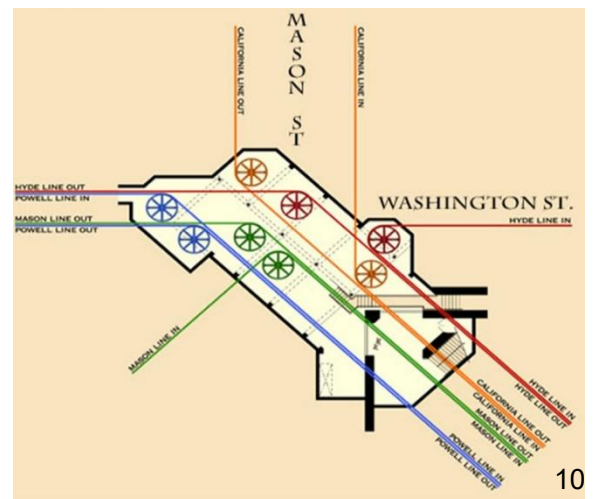 MASON ST
CALIFORNIA LINE OUT
CALIFORNIA LINE IN
HYDE LINE OUT
POWELL LINE IN
WASHINGTON ST.
HYDE LINE IN
MASON LINE OUT
POWELL LINE OUT
MASON LINE IN
HYDE LINE IN
HYDE LINE OUT
CALIFORNIA LINE OUT
CALIFORNIA LINE IN
MASON LINE OUT
MASON LINE IN
POWELL LINE IN
POWELL LINE OUT
10